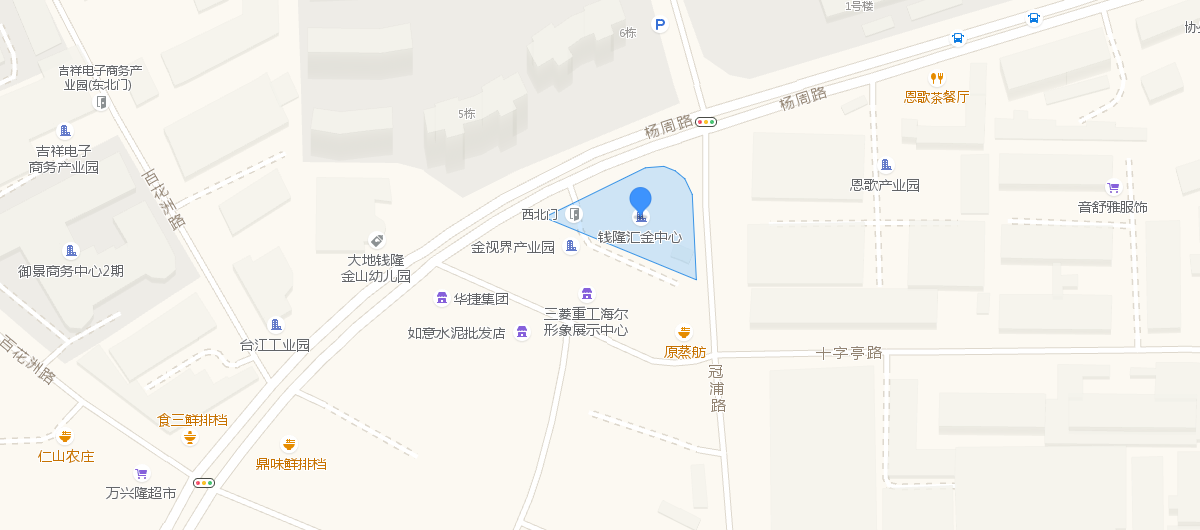 1号楼
协
6栋
P
吉祥电子商务产
业园(东北门)
恩歌茶餐厅
杨周路
5栋
杨周路
吉祥电子
商务产业园
恩歌产业园
百花洲路
音舒雅服饰
西北门
钱隆汇金中心
金视界产业园
御景商务中心2期
大地钱隆
金山幼儿园
华捷集团
三菱重工海尔
形象展示中心
如意水泥批发店
台江工业园
原蒸舫
十字亭路
百花洲路
冠浦路
食三鲜排档
仁山农庄
鼎味鲜排档
万兴隆超市